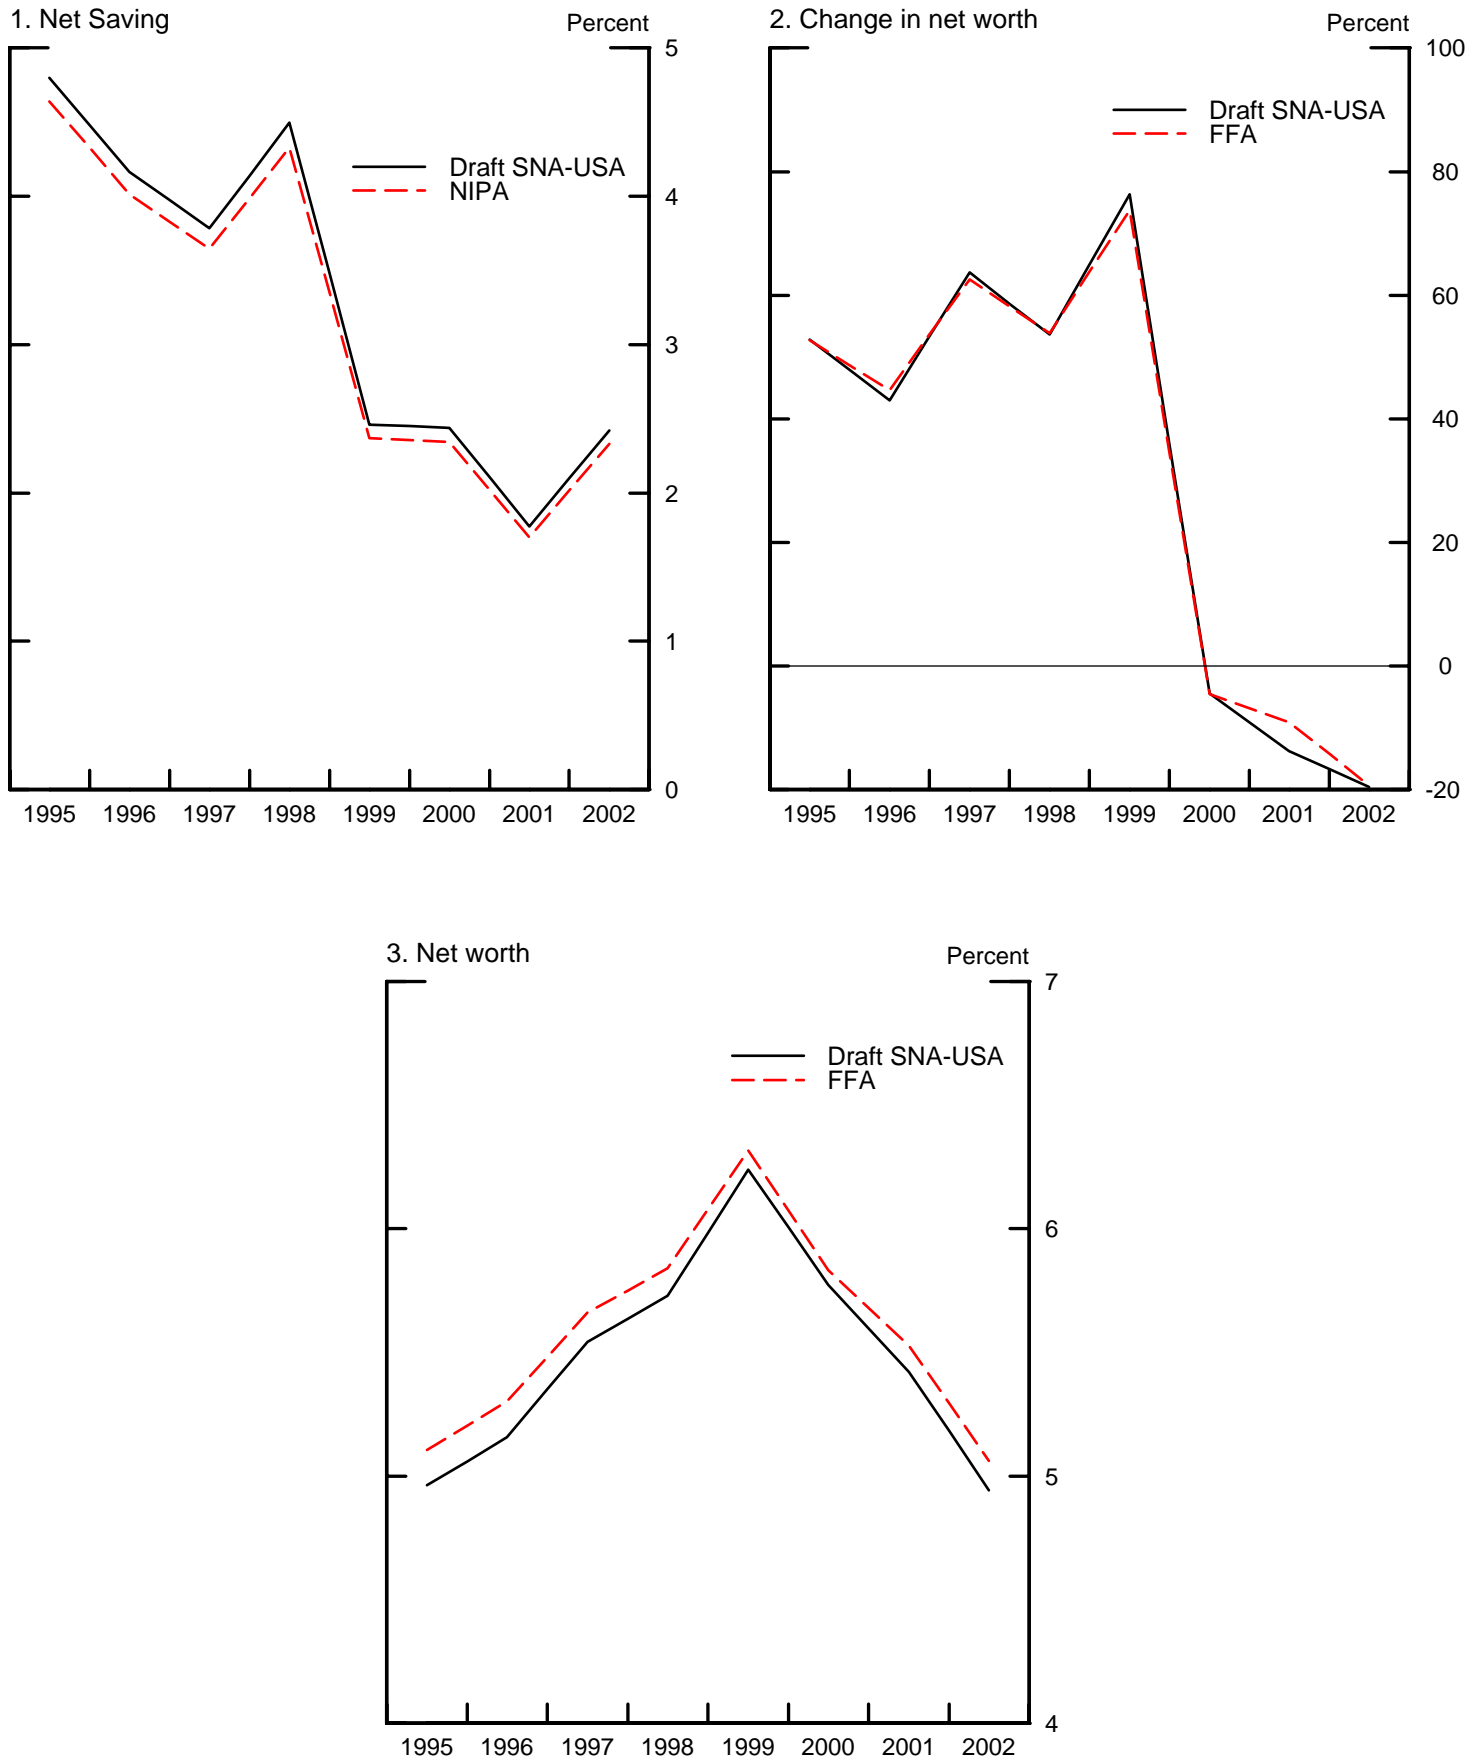 1. Net Saving
Percent
5
Draft SNA-USA
NIPA
4
3
2
1
0
1995 1996 1997 1998 1999 2000 2001 2002
2. Change in net worth
Percent
100
Draft SNA-USA
FFA
80
60
40
20
0
-20
1995 1996 1997 1998 1999 2000 2001 2002
3. Net worth
Percent
7
Draft SNA-USA
FFA
6
5
4
1995 1996 1997 1998 1999 2000 2001 2002